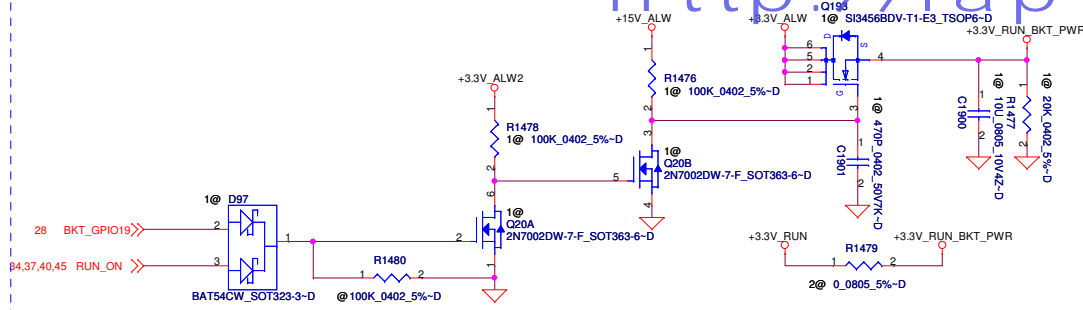 http://rap
Q193
1@ SI3456BDV-T1-E3_TSOP6~D
+15V_ALW
+3.3V_ALW
+3.3V_RUN_BKT_PWR
D
S
G
6
5
2
1
4
3
1
R1476
1@ 100K_0402_5%~D
2
+3.3V_ALW2
1
R1478
1@ 100K_0402_5%~D
2
1@ 470P_0402_50V7K~D
C1901
1
2
1@
10U_0805_10V4Z~D
C1900
1
2
1@
20K_0402_5%~D
R1477
1
2
3
1@
Q20B
2N7002DW-7-F_SOT363-6~D
5
4
6
1@
Q20A
2N7002DW-7-F_SOT363-6~D
2
1
1@ D97
28 BKT_GPIO19
2
1
34,37,40,45 RUN_ON
3
BAT54CW_SOT323-3~D
R1480
1
2
@100K_0402_5%~D
+3.3V_RUN
+3.3V_RUN_BKT_PWR
R1479
1
2
2@ 0_0805_5%~D